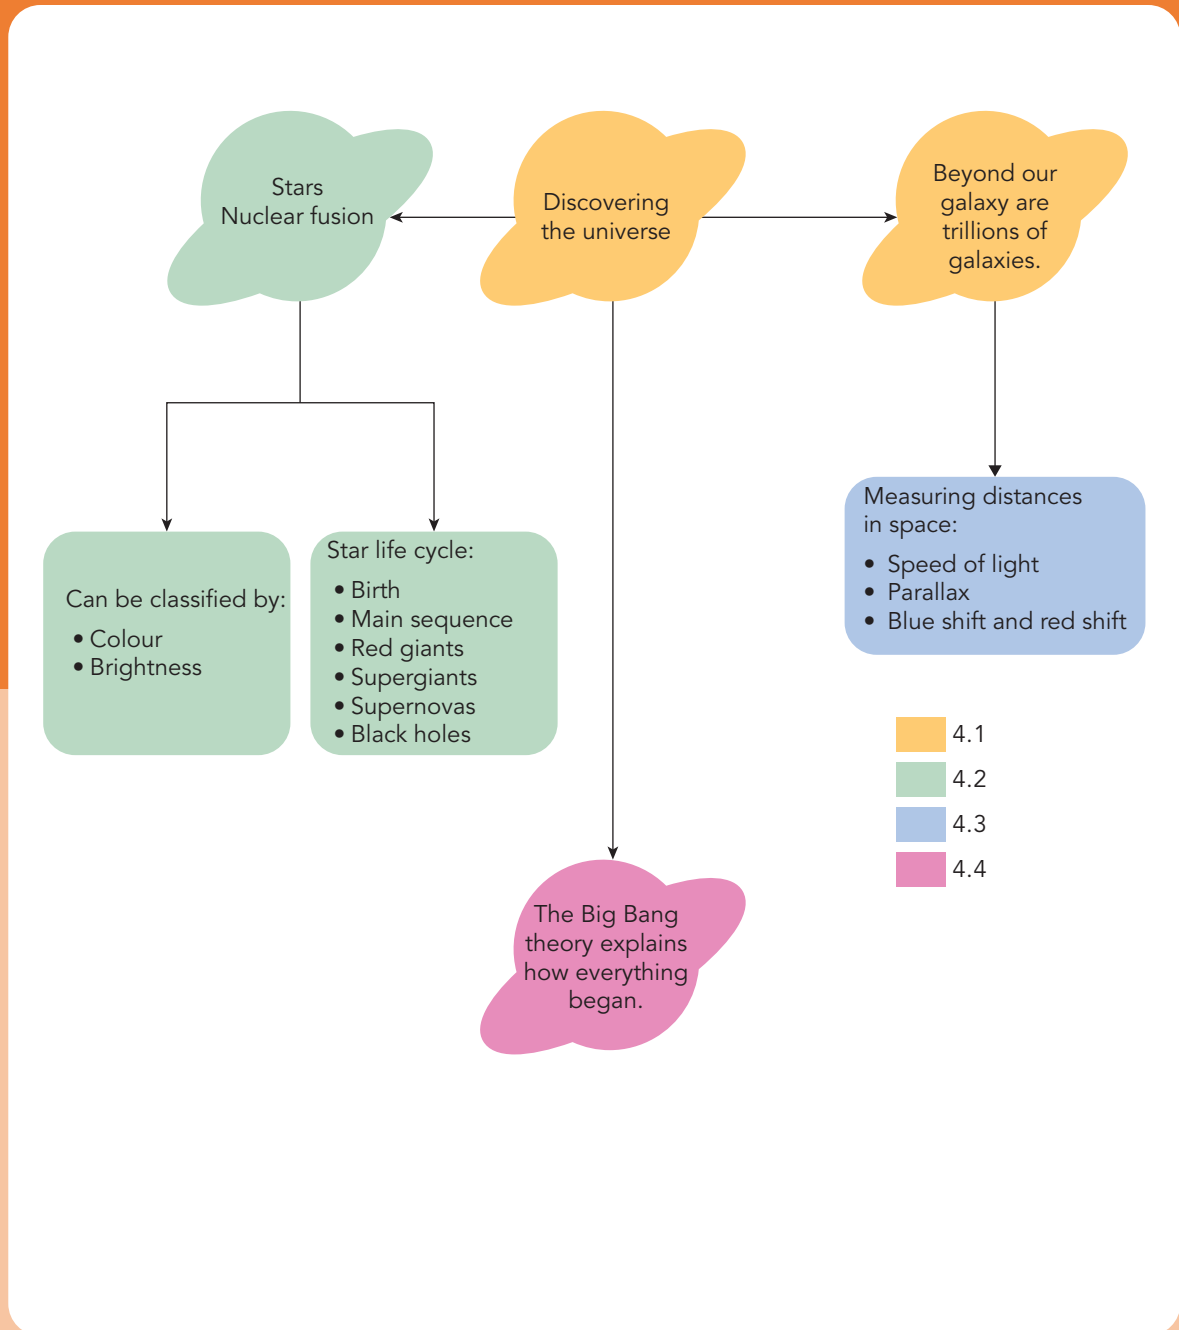 Stars
Nuclear fusion
Discovering
the universe
Beyond our
galaxy are
trillions of
galaxies.
Can be classified by:
• Colour
• Brightness
Star life cycle:
• Birth
• Main sequence
• Red giants
• Supergiants
• Supernovas
• Black holes
Measuring distances
in space:
• Speed of light
• Parallax
• Blue shift and red shift
4.1
4.2
4.3
4.4
The Big Bang
theory explains
how everything
began.